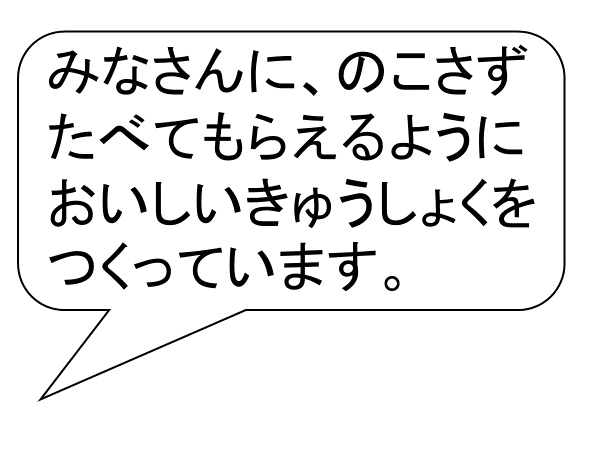 みなさんに、のこさず
たべてもらえるように
おいしいきゅうしょくを
つくっています。